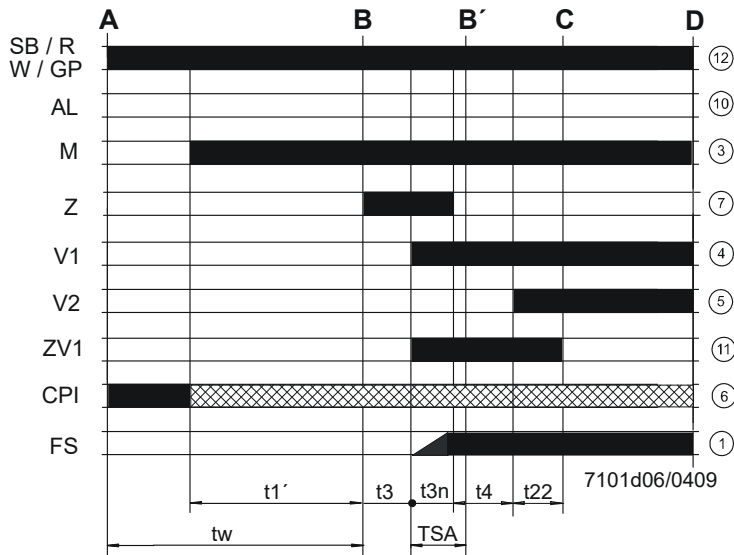 A B B´ C D
SB / R
W / GP 12
AL 10
M 3
Z 7
V1 4
V2 5
ZV1 11
CPI 6
FS 1
7101d06/0409
t1´ t3 t3n t4 t22
tw TSA